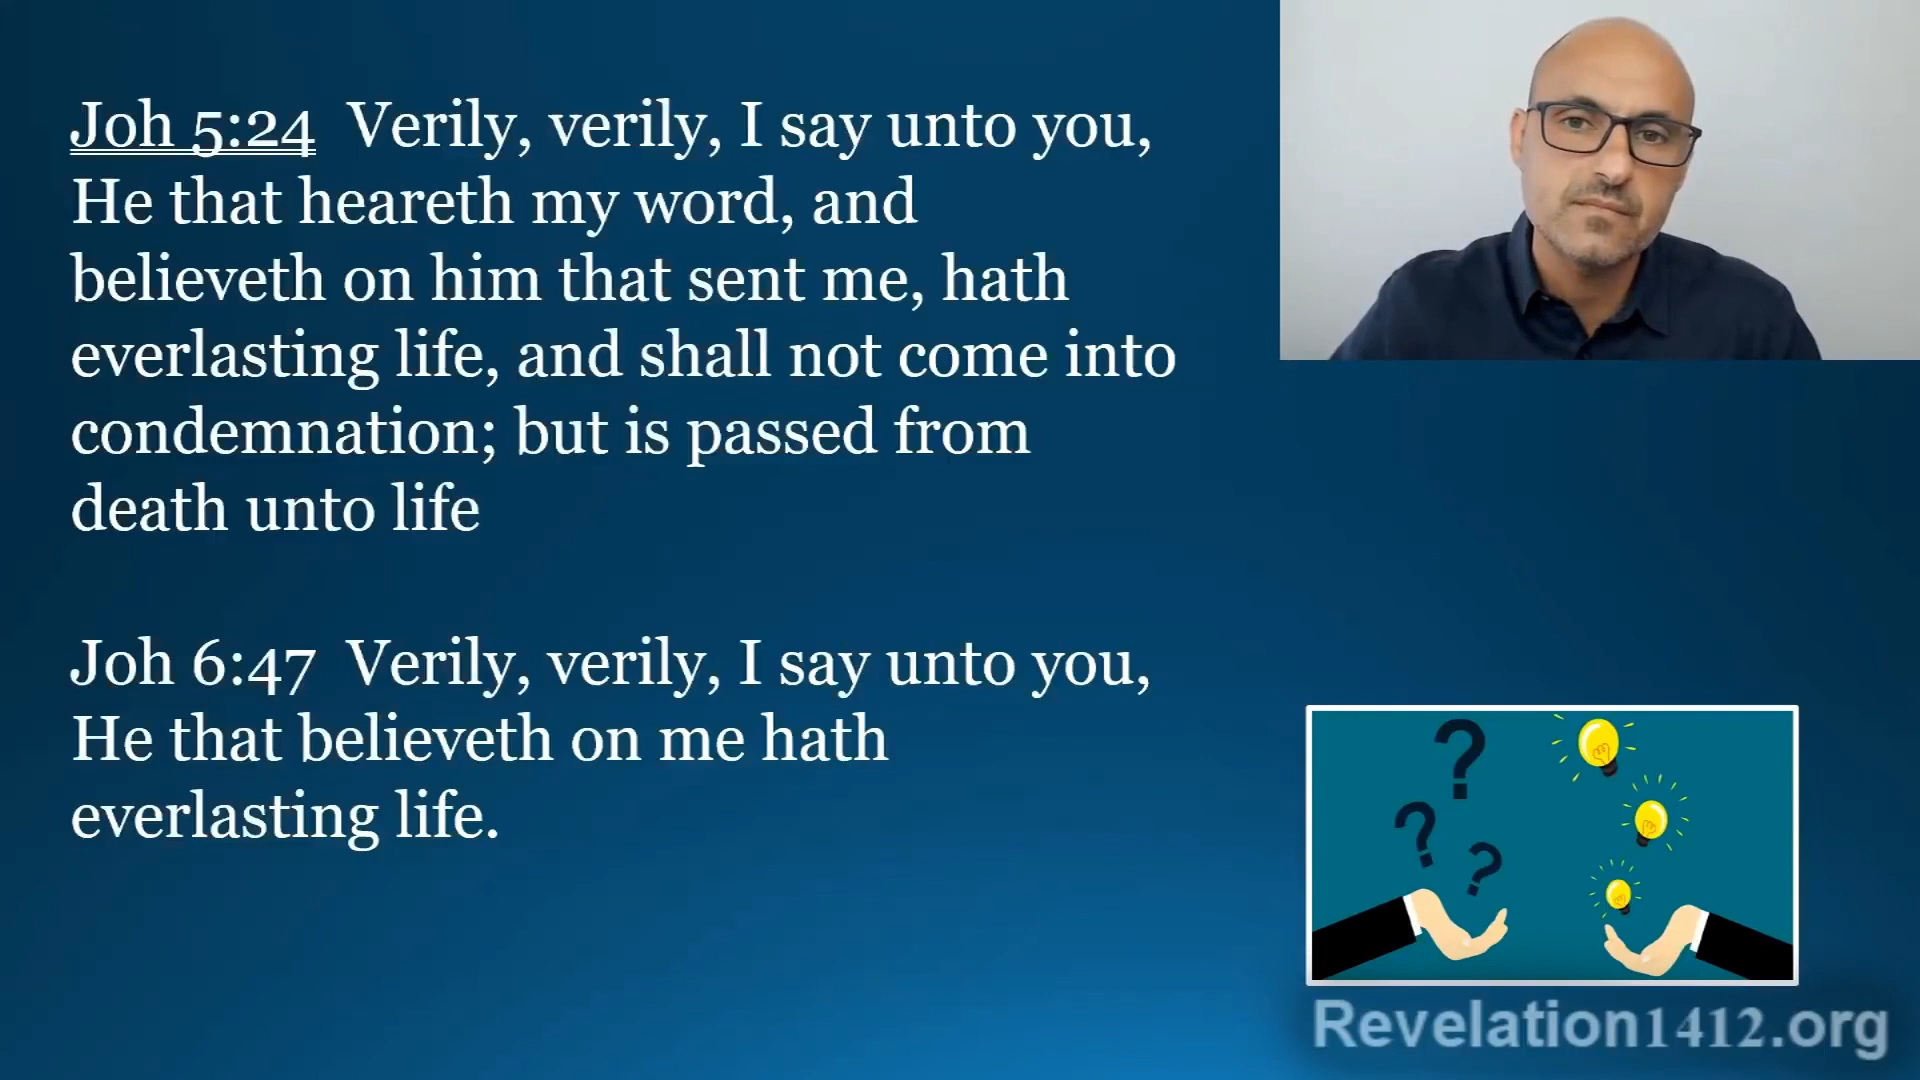 Joh 5:24 Verily, verily, I say unto you,
He that heareth my word, and
believeth on him that sent me, hath
everlasting life, and shall not come into
condemnation; but is passed from
death unto life
Joh 6:47 Verily, verily, I say unto you,
He that believeth on me hath
everlasting life.
? 
?
?
Revelation1412.org